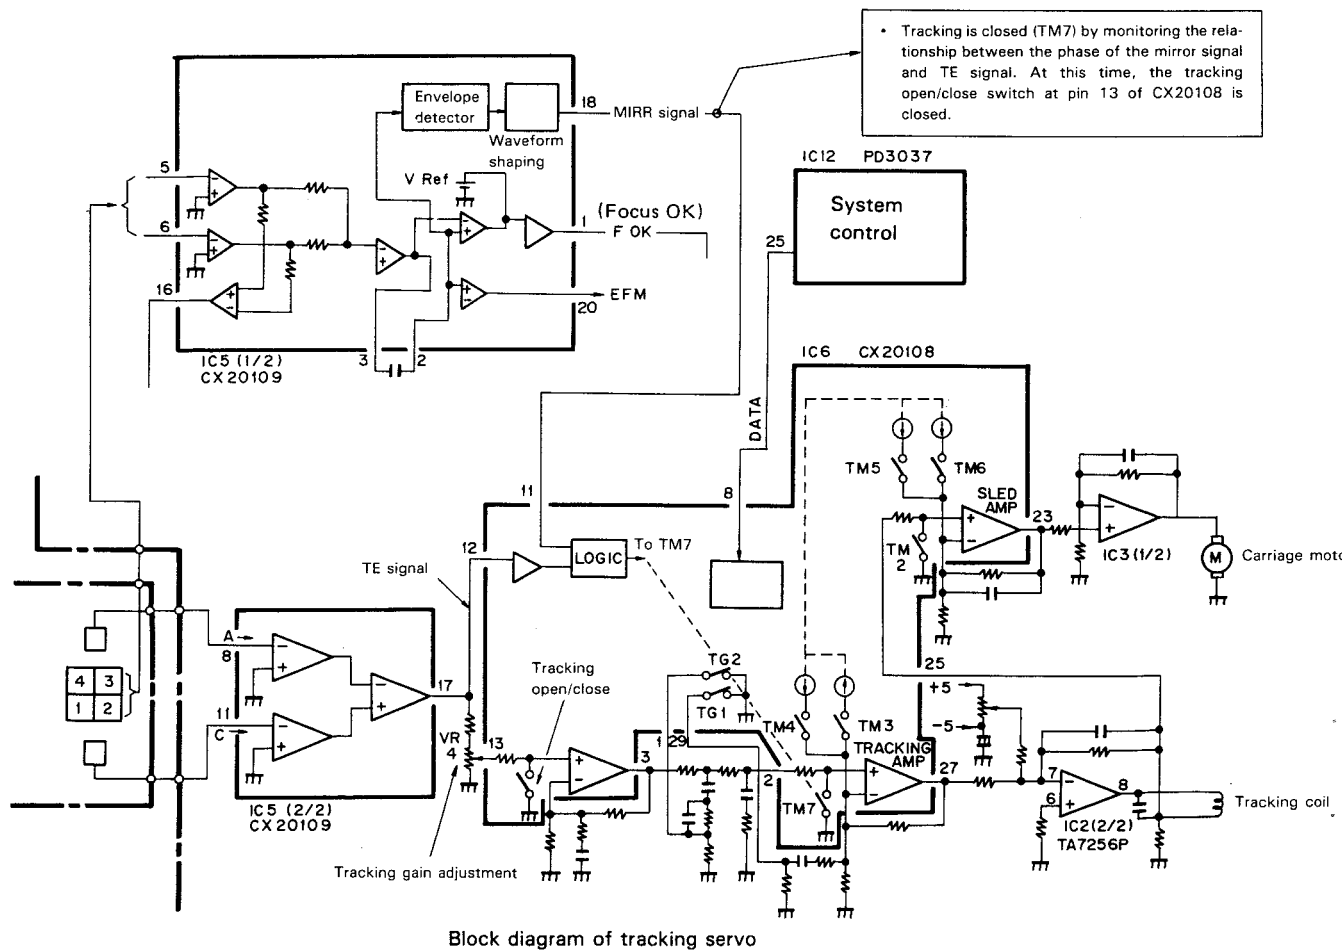 • Tracking is closed (TM7) by monitoring the rela-
tionship between the phase of the mirror signal
and TE signal. At this time, the tracking
open/close switch at pin 13 of CX20108 is
closed.
Envelope
detector
18
MIRR signal
Waveform
shaping
V Ref
5
6
16
1
(Focus OK)
F OK
EFM
20
3
2
IC5 (1/2)
CX20109
IC12 PD3037
System
control
25
DATA
IC6 CX20108
8
11
12
TE signal
LOGIC
To TM7
TM5
TM6
SLED
AMP
23
TM
2
IC3(1/2)
M
Carriage moto
A
8
4
3
1
2
11
C
17
IC5 (2/2)
CX20109
VR
4
13
Tracking
open/close
Tracking gain adjustment
3
1
29
TG2
TG1
TM4
TM3
2
TM7
TRACKING
AMP
27
25
+5
-5
7
6
8
IC2(2/2)
TA7256P
Tracking coil
Block diagram of tracking servo